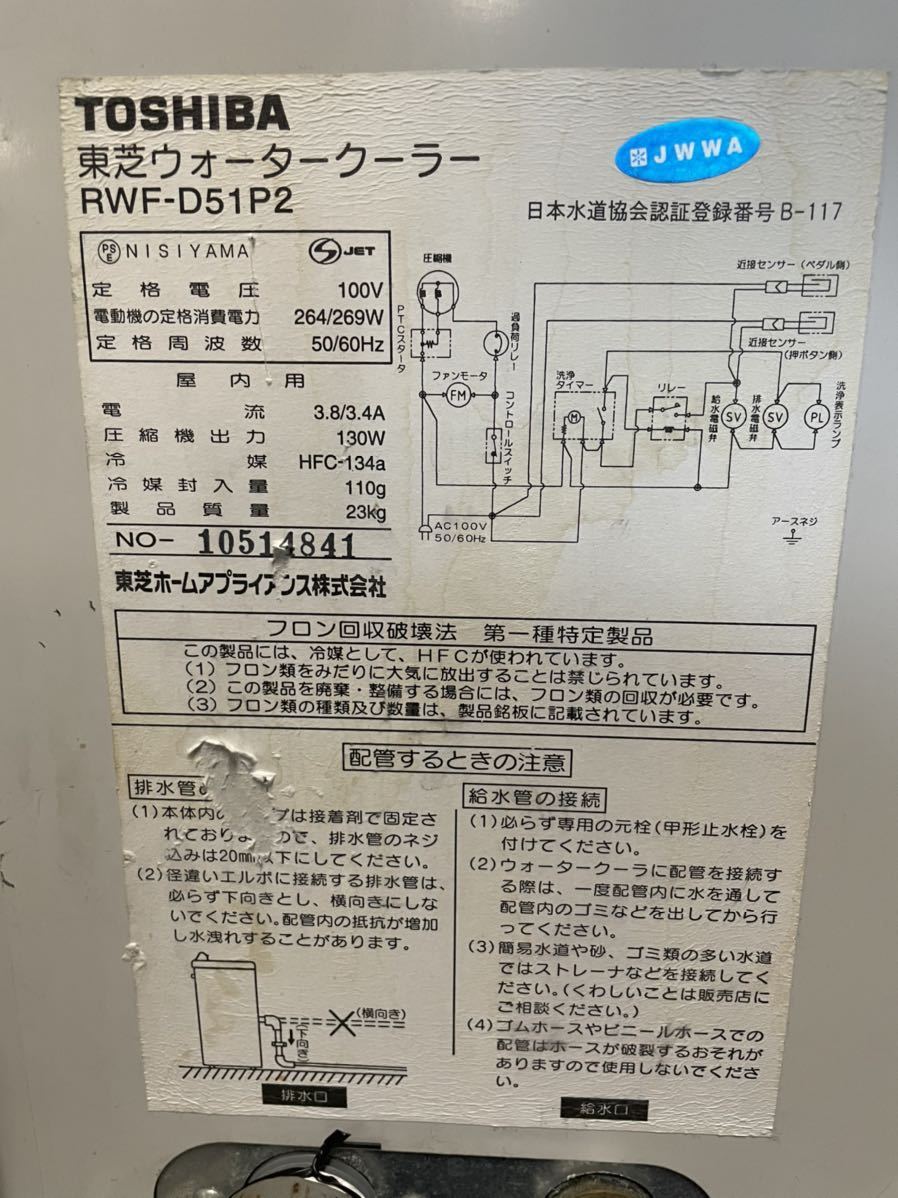 TOSHIBA
東芝ウォータークーラー
RWF-D51P2
JWWA
日本水道協会認証登録番号 B-117
PSE NISIYAMA JET
定格電圧 100V
電動機の定格消費電力 264/269W
定格周波数 50/60Hz
屋内用
電流 3.8/3.4A
圧縮機出力 130W
冷媒 HFC-134a
冷媒封入量 110g
製品質量 23kg
NO- 10514841
東芝ホームアプライアンス株式会社
圧縮機
PTCスタータ
過負荷リレー
ファンモータ
FM
コントロールスイッチ
AC100V
50/60Hz
近接センサー(ペダル側)
近接センサー
(押ボタン側)
洗浄
タイマー
M
リレー
給水電磁弁
SV
排水電磁弁
SV
PL
洗浄表示ランプ
アースネジ
フロン回収破壊法 第一種特定製品
この製品には、冷媒として、HFCが使われています。
(1) フロン類をみだりに大気に放出することは禁じられています。
(2) この製品を廃棄・整備する場合には、フロン類の回収が必要です。
(3) フロン類の種類及び数量は、製品銘板に記載されています。
配管するときの注意
排水管
(1)本体内の プは接着剤で固定さ
れておりま ので、排水管のネジ
込みは20mm以下にしてください。
(2)径違いエルボに接続する排水管は、
必らず下向きとし、横向きにしな
いでください。配管内の抵抗が増加
し水洩れすることがあります。
(横向き)
(下向き)
排水口
給水管の接続
(1)必らず専用の元栓(甲形止水栓)を
付けてください。
(2)ウォータークーラに配管を接続す
る際は、一度配管内に水を通して
配管内のゴミなどを出してから行
ってください。
(3)簡易水道や砂、ゴミ類の多い水道
ではストレーナなどを接続してく
ださい。(くわしいことは販売店に
ご相談ください。)
(4)ゴムホースやビニールホースでの
配管はホースが破裂するおそれが
ありますので使用しないでくださ
い。
給水口